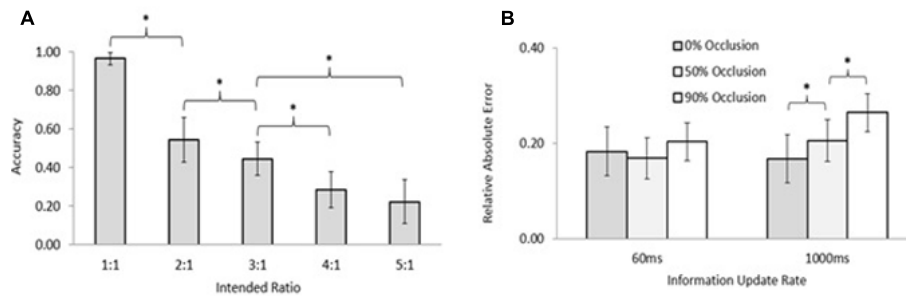 A
*
*
*
*
1.00
0.80
0.60
0.40
0.20
0.00
Accuracy
1:1 2:1 3:1 4:1 5:1
Intended Ratio
B
0.40
0.20
0.00
Relative Absolute Error
0% Occlusion
50% Occlusion
90% Occlusion
*
*
60ms 1000ms
Information Update Rate